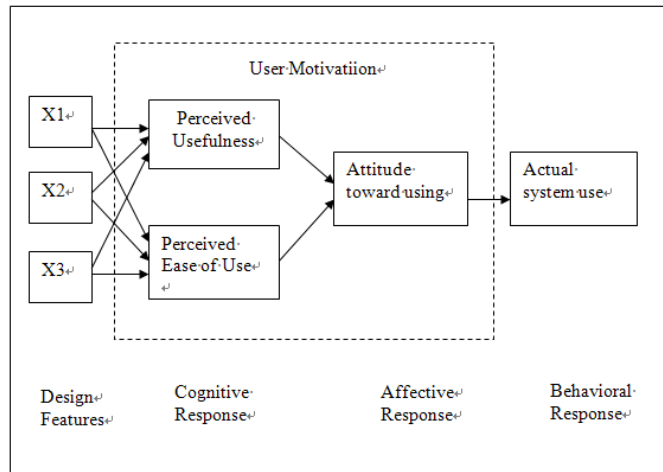 User Motivatiion
X1
Perceived
Usefulness
X2
Attitude
toward using
Actual
system use
X3
Perceived
Ease of Use
Design
Features
Cognitive
Response
Affective
Response
Behavioral
Response